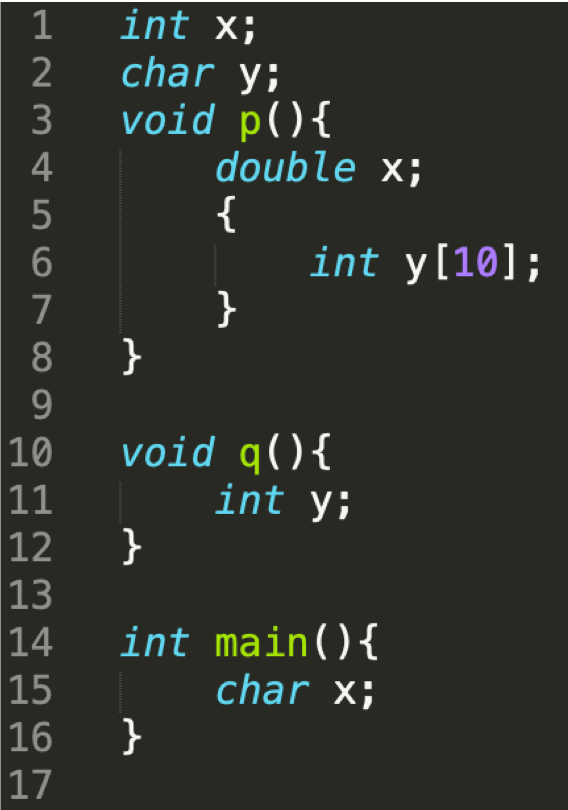 1 int x;
2 char y;
3 void p(){
4 double x;
5 {
6 int y[10];
7 }
8 }
9
10 void q(){
11 int y;
12 }
13
14 int main(){
15 char x;
16 }
17